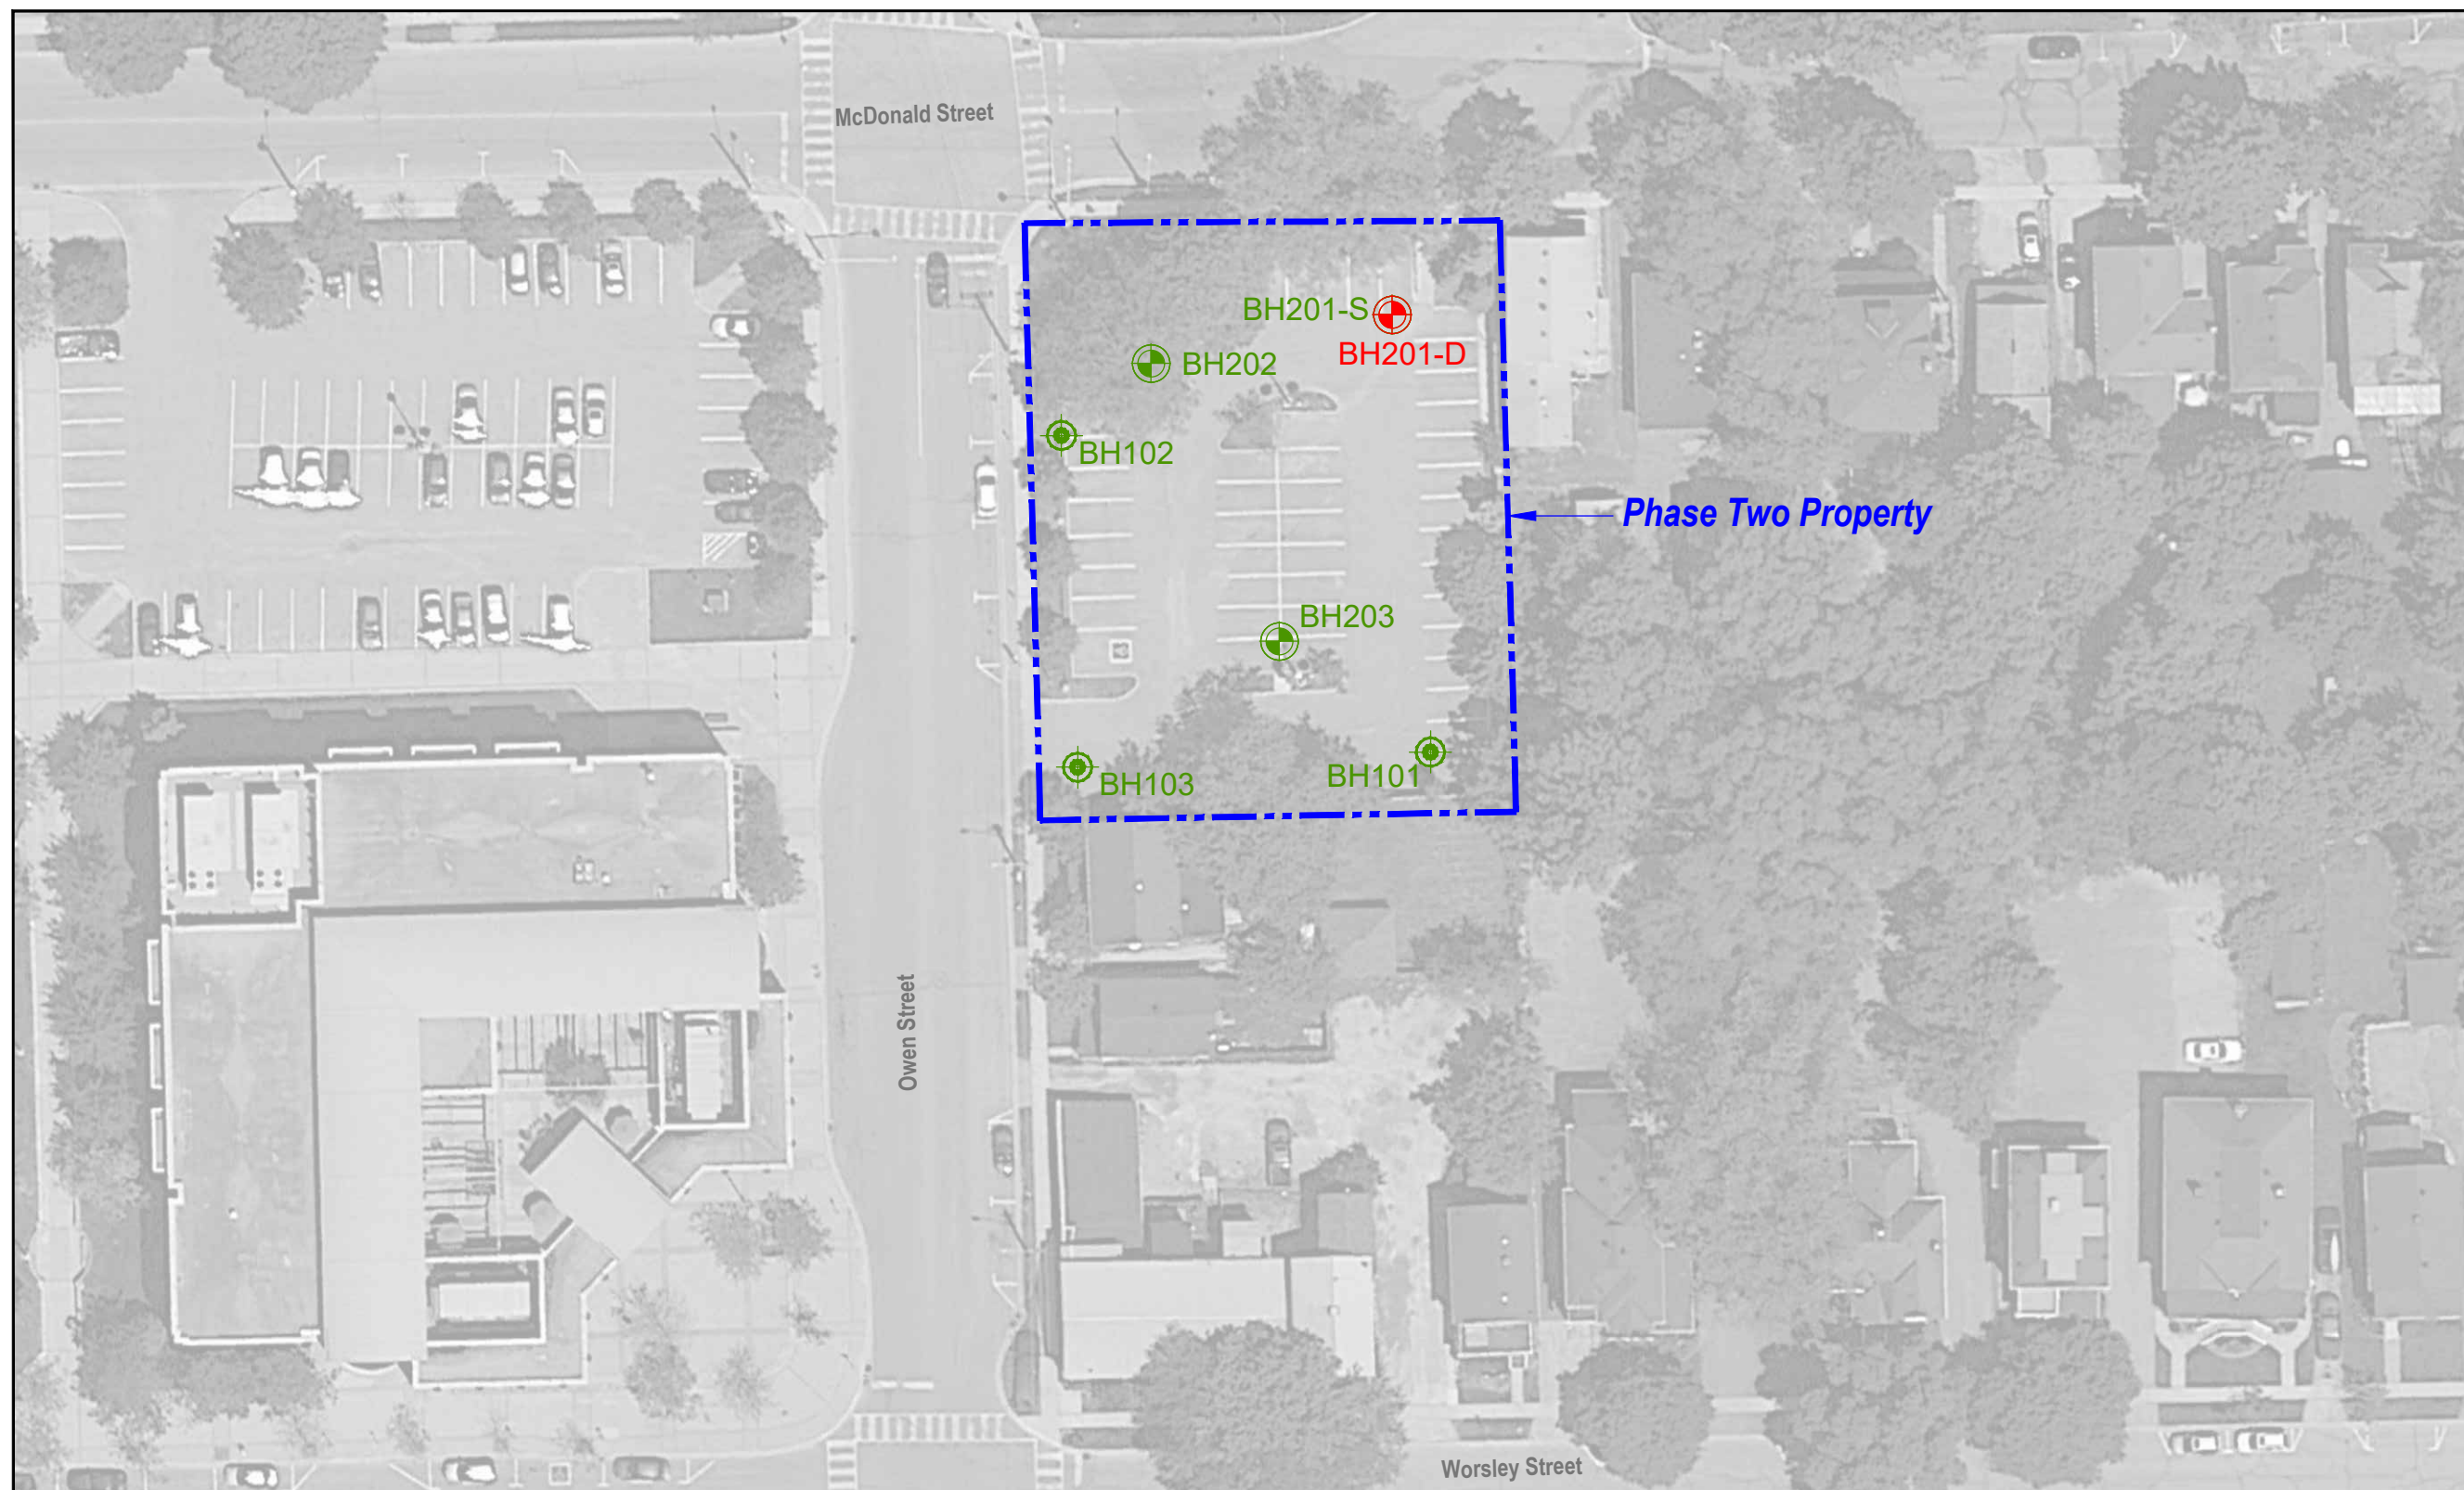 McDonald Street
BH201-S
BH201-D
BH202
BH102
Phase Two Property
BH203
BH101
BH103
Owen Street
Worsley Street